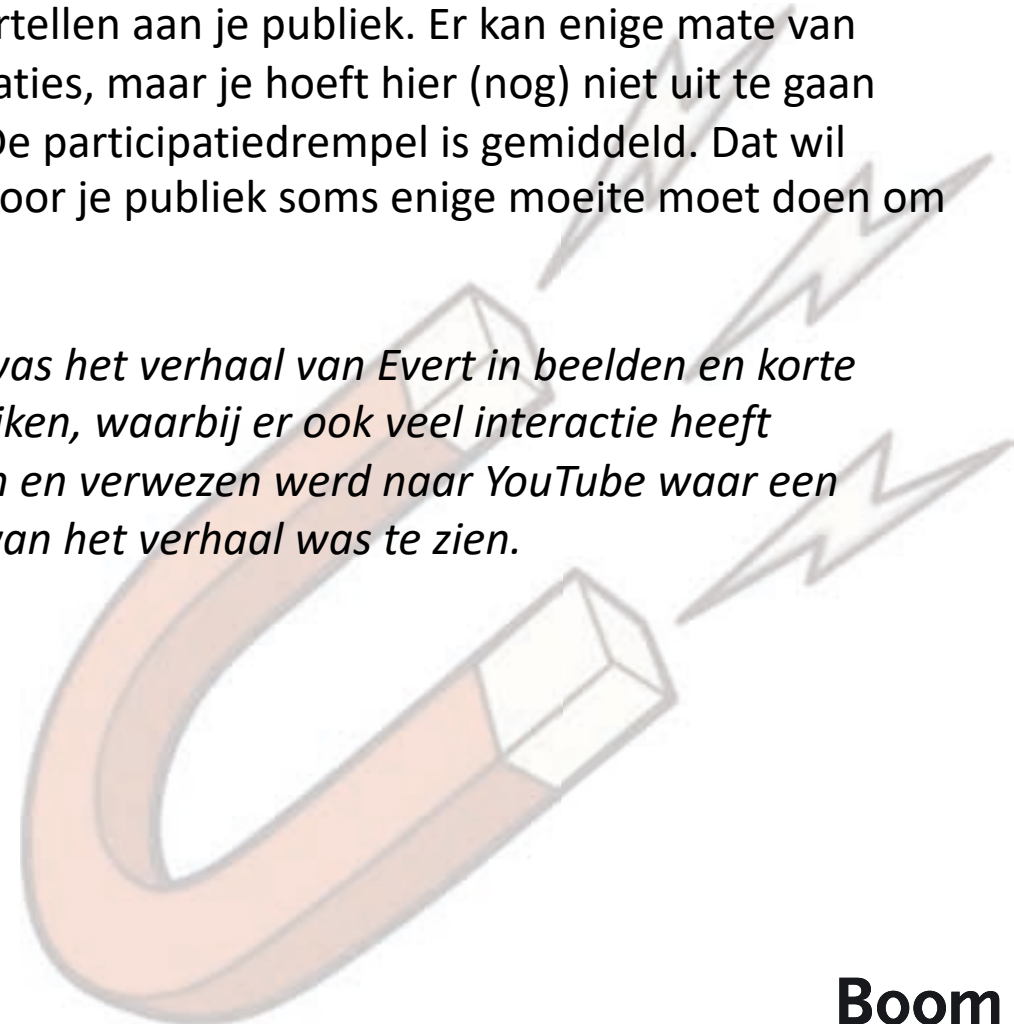 rtellen aan je publiek. Er kan enige mate van
aties, maar je hoeft hier (nog) niet uit te gaan
De participatiedrempel is gemiddeld. Dat wil
oor je publiek soms enige moeite moet doen om
was het verhaal van Evert in beelden en korte
iken, waarbij er ook veel interactie heeft
n en verwezen werd naar YouTube waar een
van het verhaal was te zien.
Boom